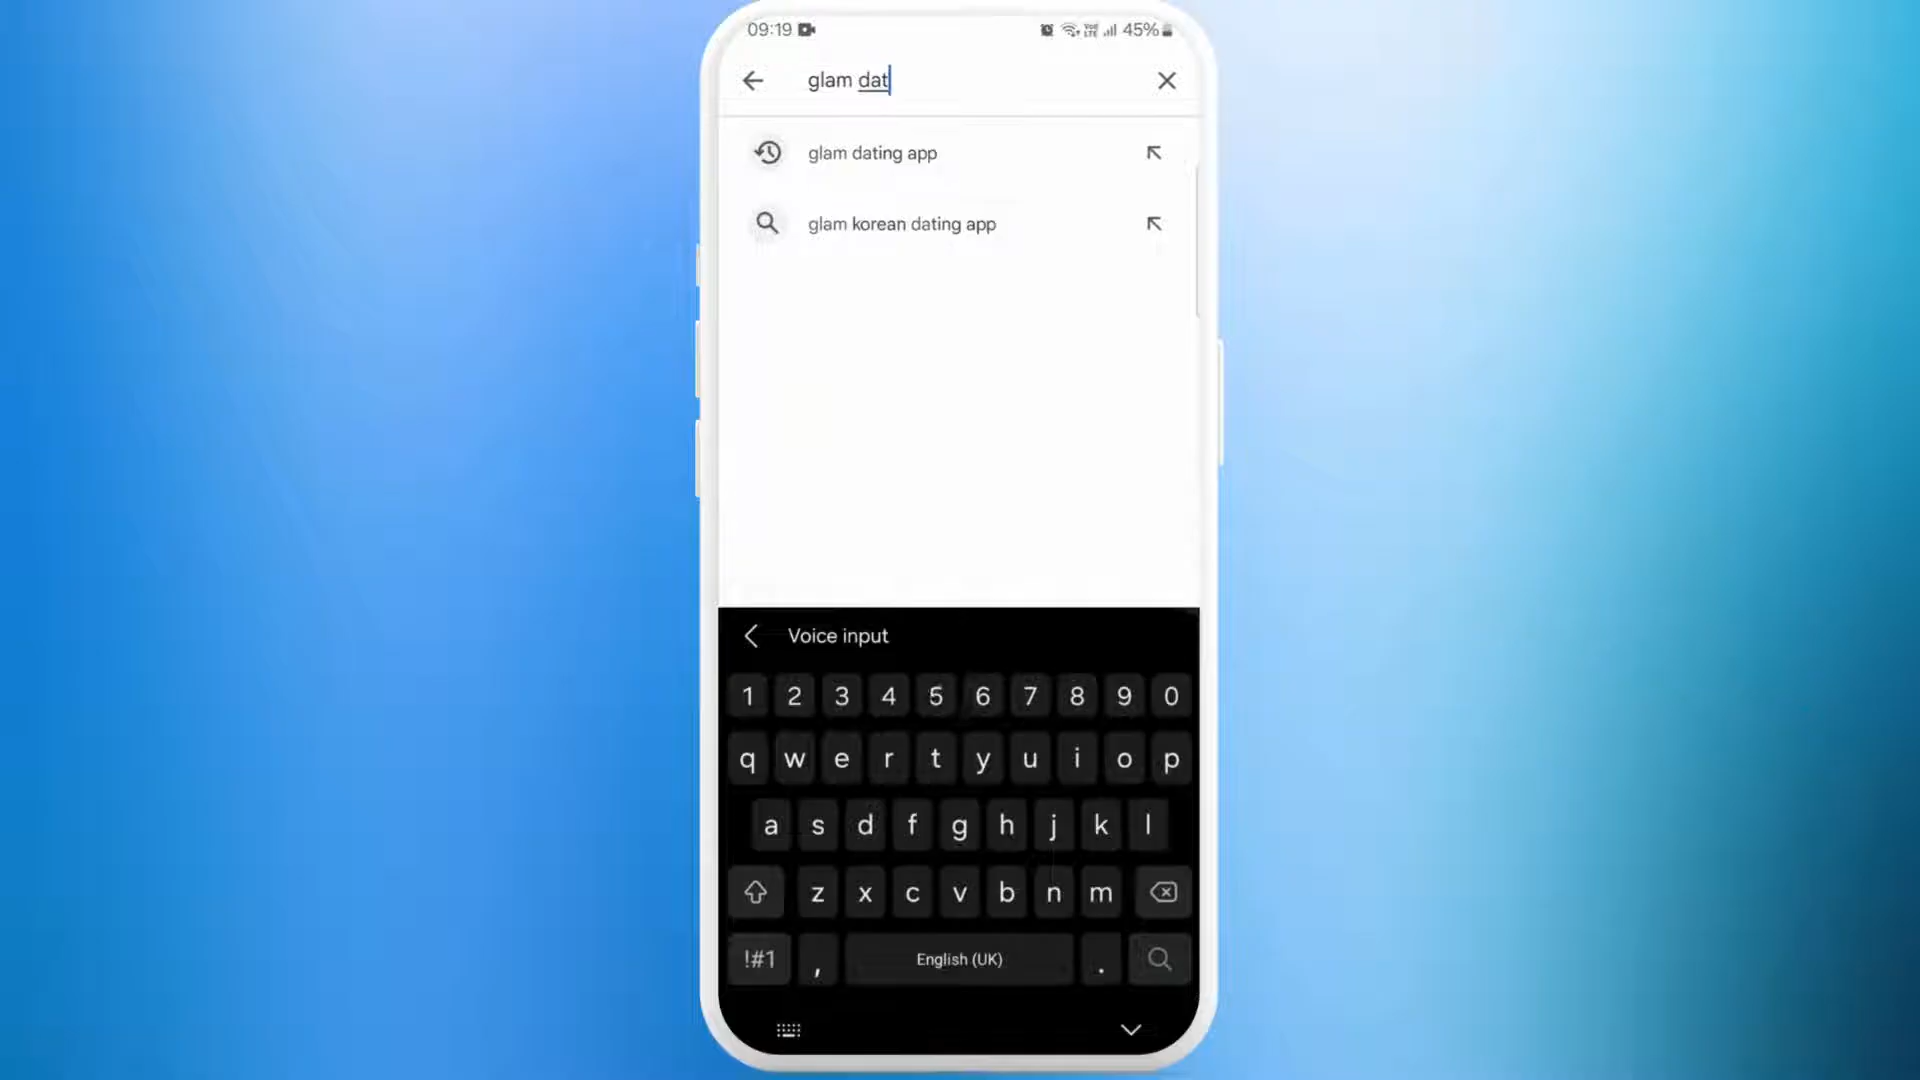 09:19 45%
glam dat
glam dating app
glam korean dating app
Voice input
1 2 3 4 5 6 7 8 9 0
q w e r t y u i o p
a s d f g h j k l
z x c v b n m
!#1 , English (UK) .